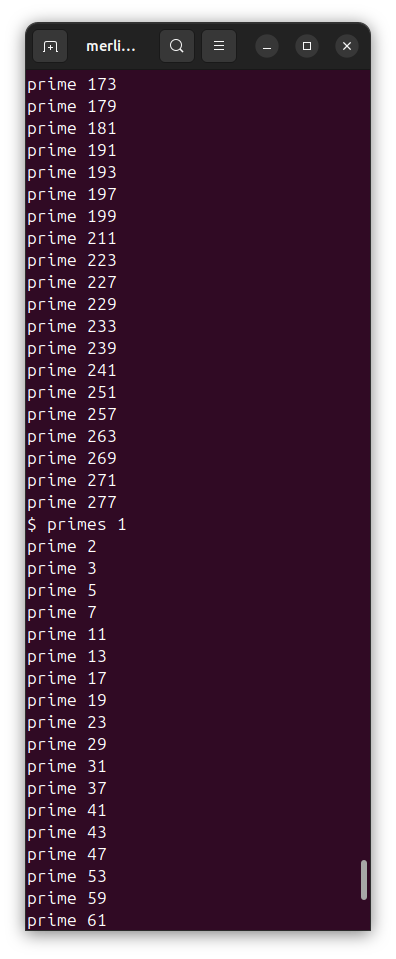 merli...
prime 173
prime 179
prime 181
prime 191
prime 193
prime 197
prime 199
prime 211
prime 223
prime 227
prime 229
prime 233
prime 239
prime 241
prime 251
prime 257
prime 263
prime 269
prime 271
prime 277
$ primes 1
prime 2
prime 3
prime 5
prime 7
prime 11
prime 13
prime 17
prime 19
prime 23
prime 29
prime 31
prime 37
prime 41
prime 43
prime 47
prime 53
prime 59
prime 61